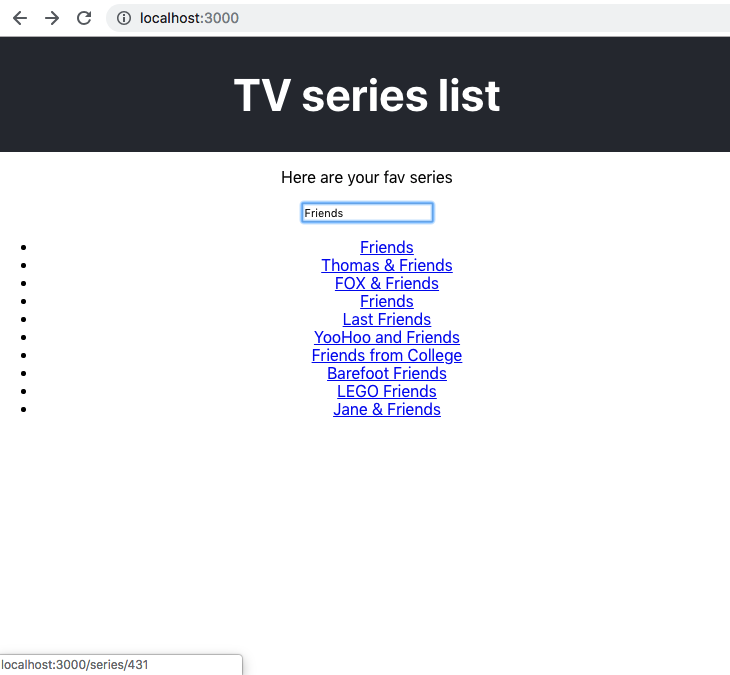 localhost:3000
TV series list
Here are your fav series
Friends
Friends
Thomas & Friends
FOX & Friends
Friends
Last Friends
YooHoo and Friends
Friends from College
Barefoot Friends
LEGO Friends
Jane & Friends
localhost:3000/series/431